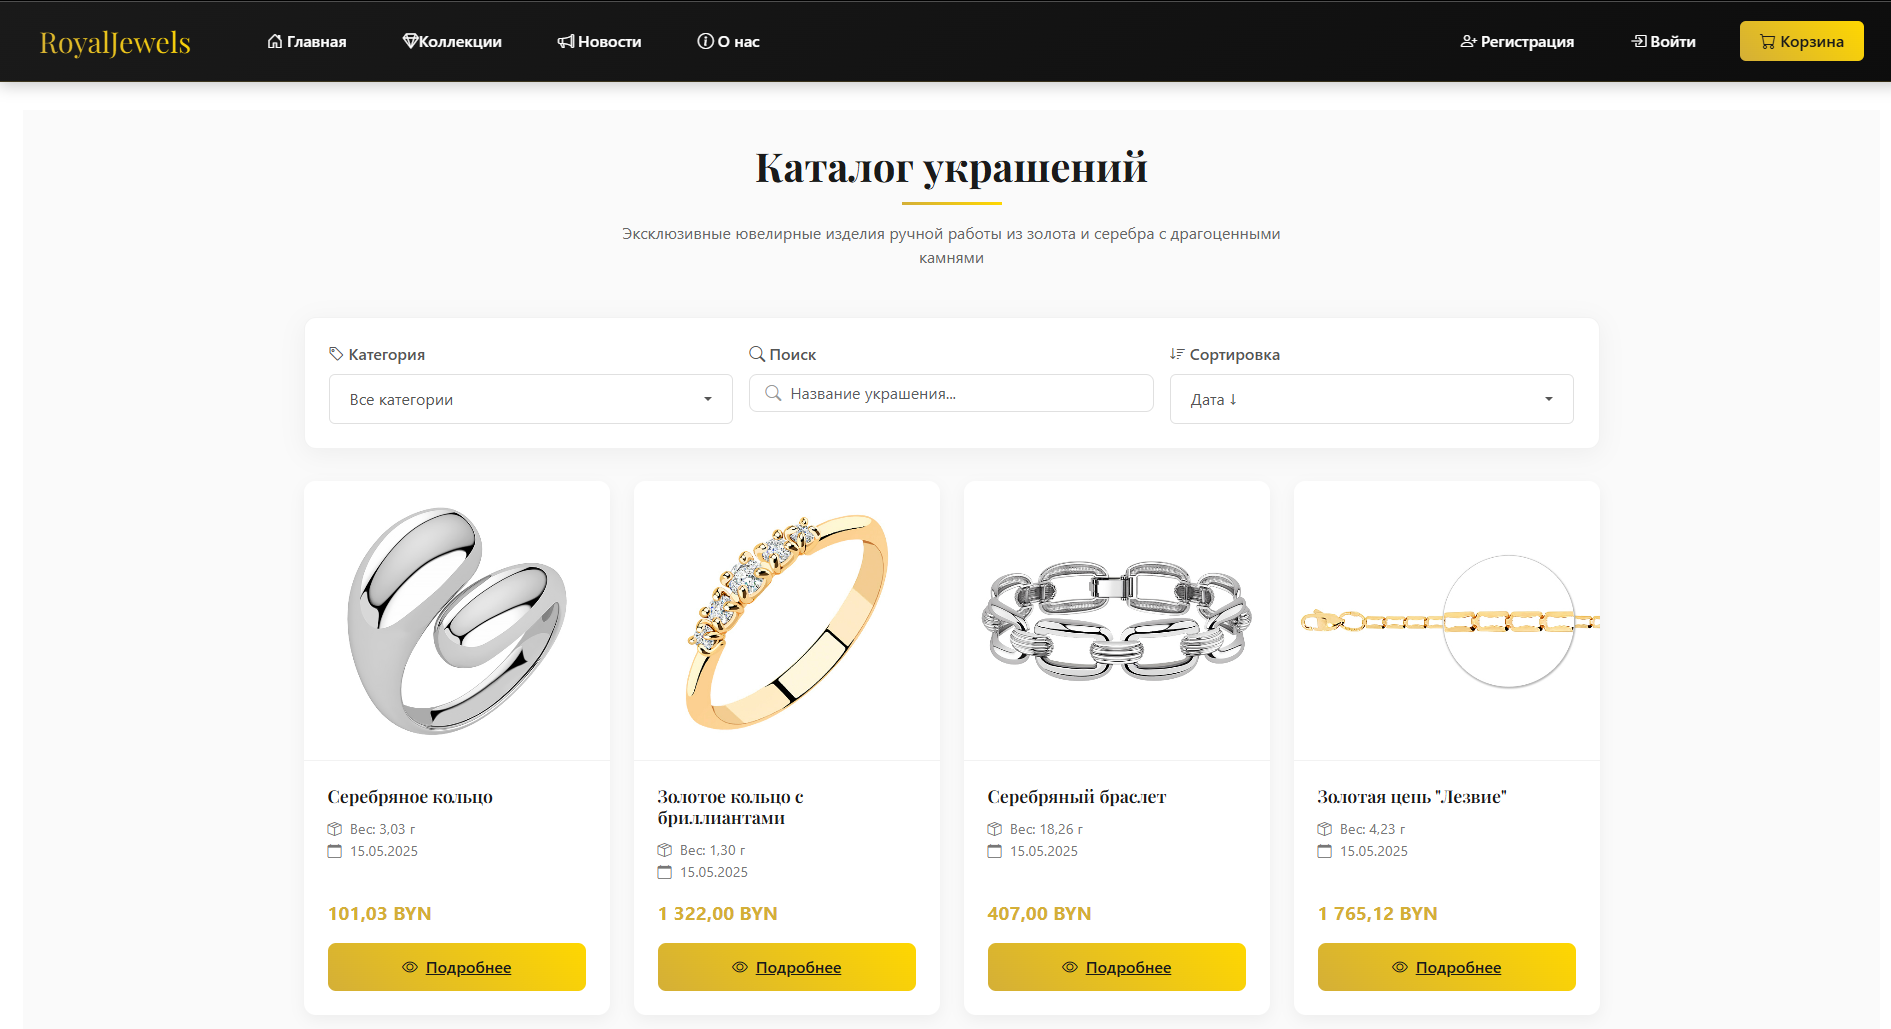 RoyalJewels
Главная
Коллекции
Новости
О нас
Регистрация
Войти
Корзина
Каталог украшений
Эксклюзивные ювелирные изделия ручной работы из золота и серебра с драгоценными
камнями
Категория
Поиск
Сортировка
Все категории
Название украшения...
Дата ↓
Серебряное кольцо
Вес: 3,03 г
15.05.2025
101,03 BYN
Подробнее
Золотое кольцо с
бриллиантами
Вес: 1,30 г
15.05.2025
1 322,00 BYN
Подробнее
Серебряный браслет
Вес: 18,26 г
15.05.2025
407,00 BYN
Подробнее
Золотая цепь "Лезвие"
Вес: 4,23 г
15.05.2025
1 765,12 BYN
Подробнее